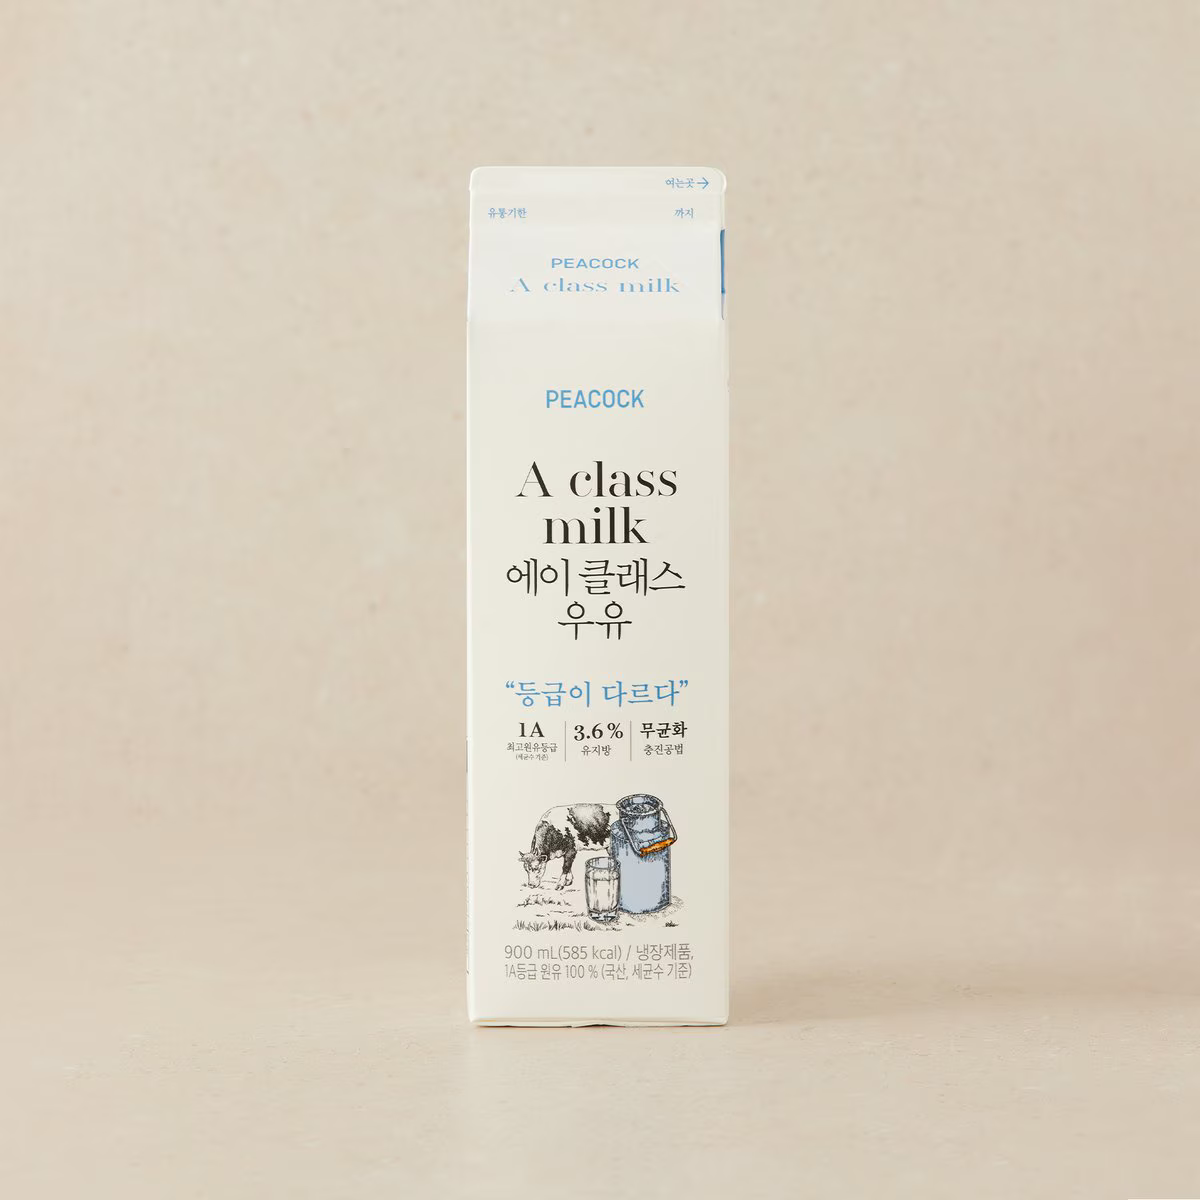 여는곳→
유통기한 까지
PEACOCK
A class milk
PEACOCK
A class
milk
에이 클래스
우유
“등급이 다르다”
1A 3.6% 무균화
최고원유등급 유지방 충진공법
(세균수 기준)
900 mL(585 kcal) / 냉장제품,
1A등급 원유 100 % (국산, 세균수 기준)